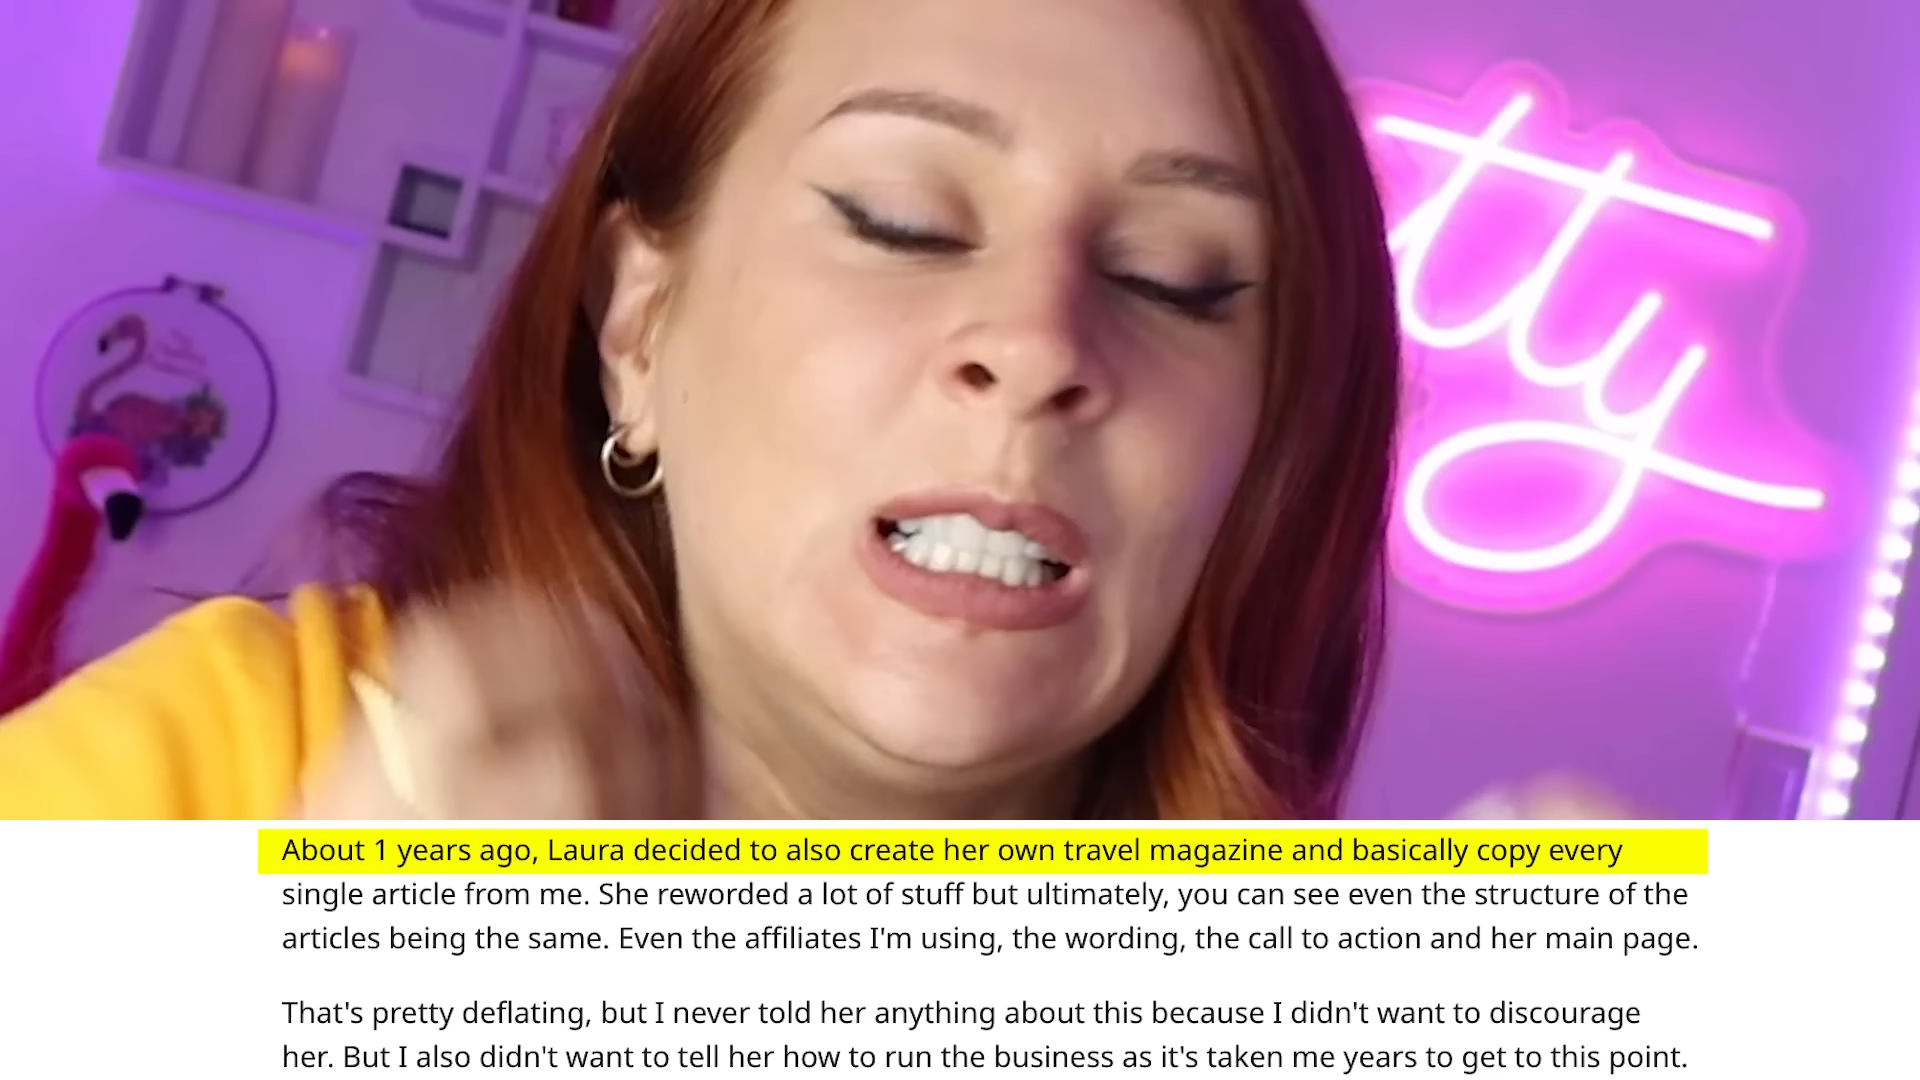 tty
About 1 years ago, Laura decided to also create her own travel magazine and basically copy every
single article from me. She reworded a lot of stuff but ultimately, you can see even the structure of the
articles being the same. Even the affiliates I'm using, the wording, the call to action and her main page.
That's pretty deflating, but I never told her anything about this because I didn't want to discourage
her. But I also didn't want to tell her how to run the business as it's taken me years to get to this point.